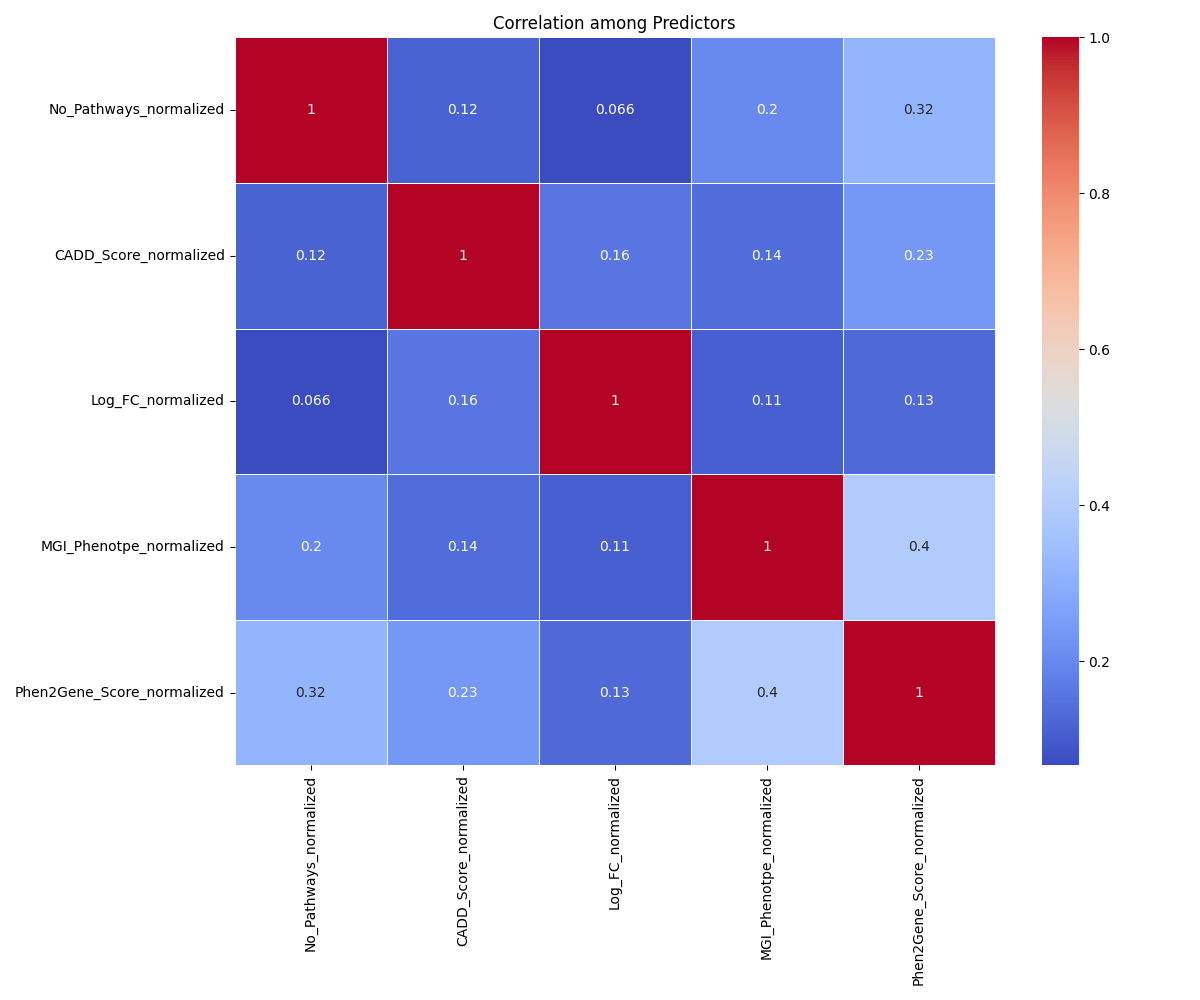 Correlation among Predictors
No_Pathways_normalized 1 0.12 0.066 0.2 0.32
CADD_Score_normalized 0.12 1 0.16 0.14 0.23
Log_FC_normalized 0.066 0.16 1 0.11 0.13
MGI_Phenotpe_normalized 0.2 0.14 0.11 1 0.4
Phen2Gene_Score_normalized 0.32 0.23 0.13 0.4 1
No_Pathways_normalized
CADD_Score_normalized
Log_FC_normalized
MGI_Phenotpe_normalized
Phen2Gene_Score_normalized
1.0
0.8
0.6
0.4
0.2